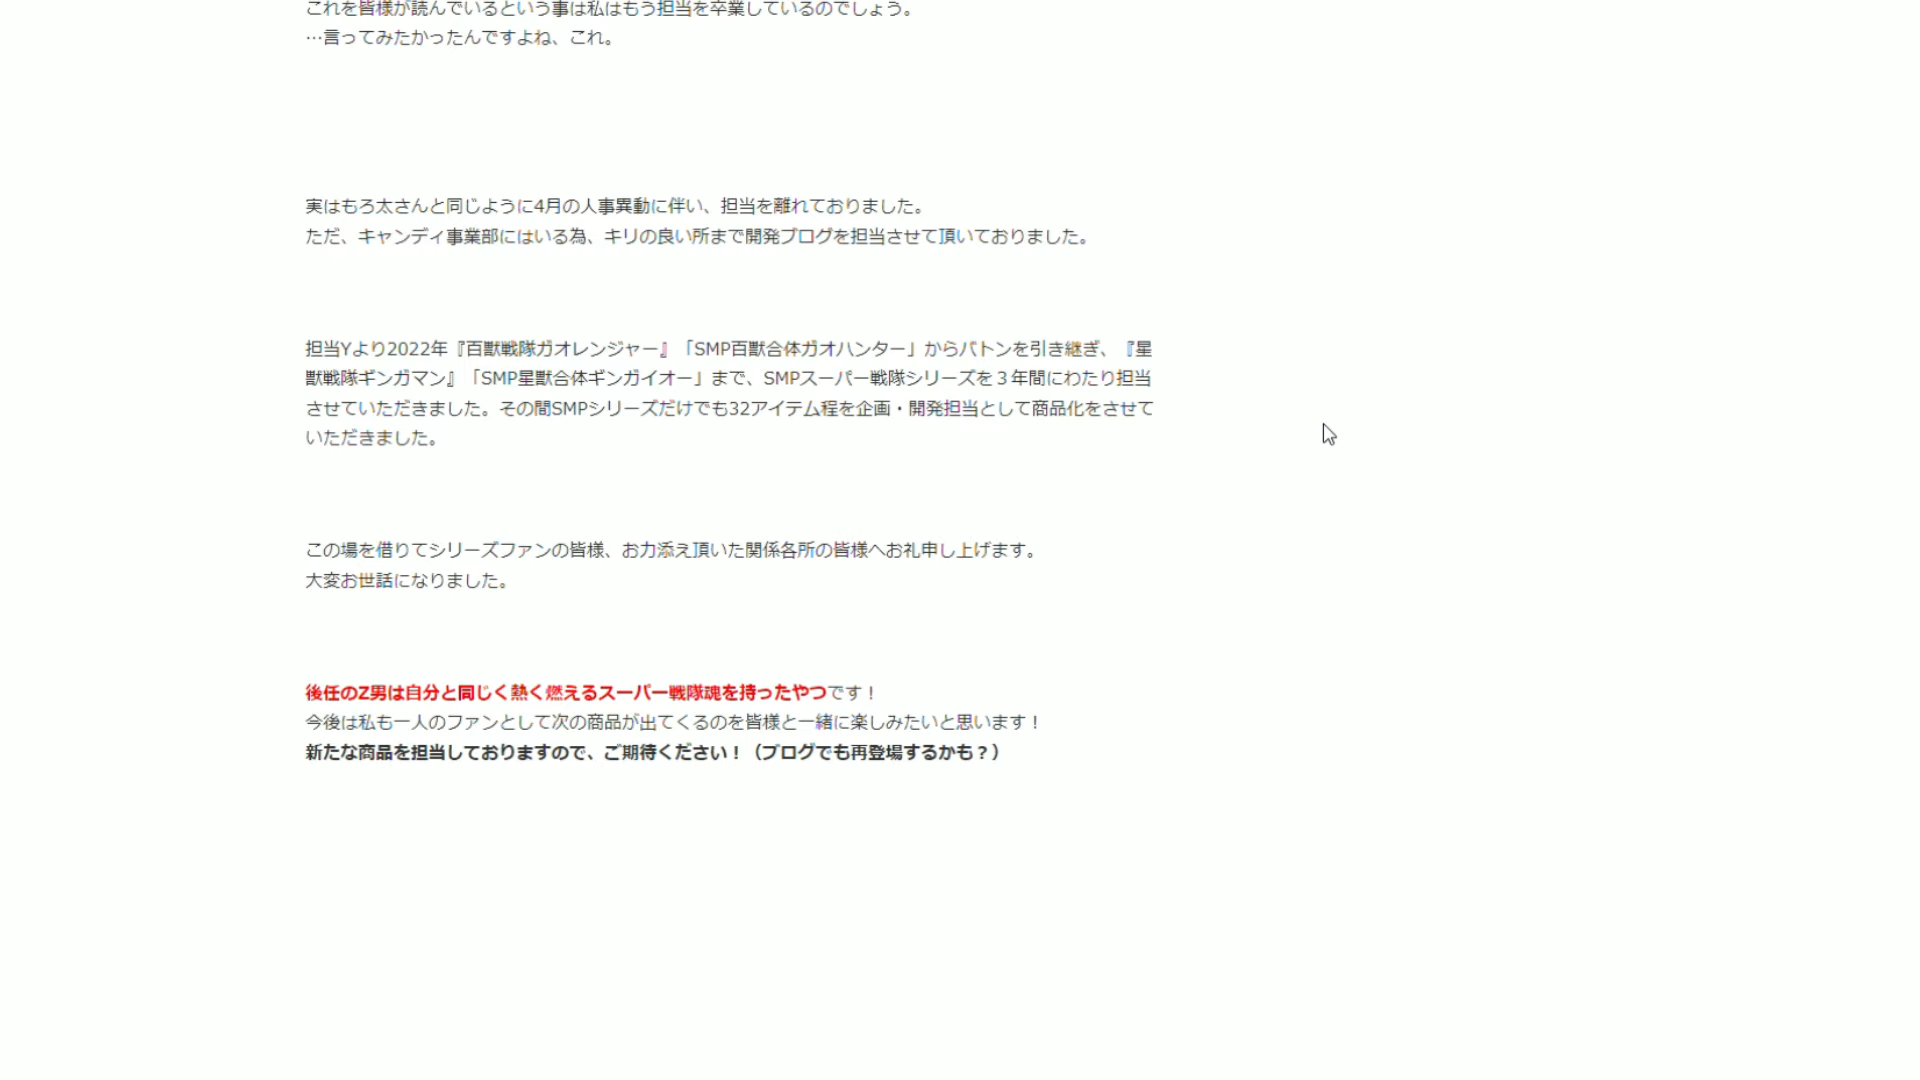 これを皆様が読んでいるという事は私はもう担当を卒業しているのでしょう。
…言ってみたかったんですよね、これ。
実はもろ太さんと同じように4月の人事異動に伴い、担当を離れておりました。
ただ、キャンディ事業部にはいる為、キリの良い所まで開発ブログを担当させて頂いておりました。
担当Yより2022年『百獣戦隊ガオレンジャー』「SMP百獣合体ガオハンター」からバトンを引き継ぎ、『星
獣戦隊ギンガマン』「SMP星獣合体ギンガイオー」まで、SMPスーパー戦隊シリーズを３年間にわたり担当
させていただきました。その間SMPシリーズだけでも32アイテム程を企画・開発担当として商品化をさせて
いただきました。
この場を借りてシリーズファンの皆様、お力添え頂いた関係各所の皆様へお礼申し上げます。
大変お世話になりました。
後任のZ男は自分と同じく熱く燃えるスーパー戦隊魂を持ったやつです！
今後は私も一人のファンとして次の商品が出てくるのを皆様と一緒に楽しみたいと思います！
新たな商品を担当しておりますので、ご期待ください！（ブログでも再登場するかも？）